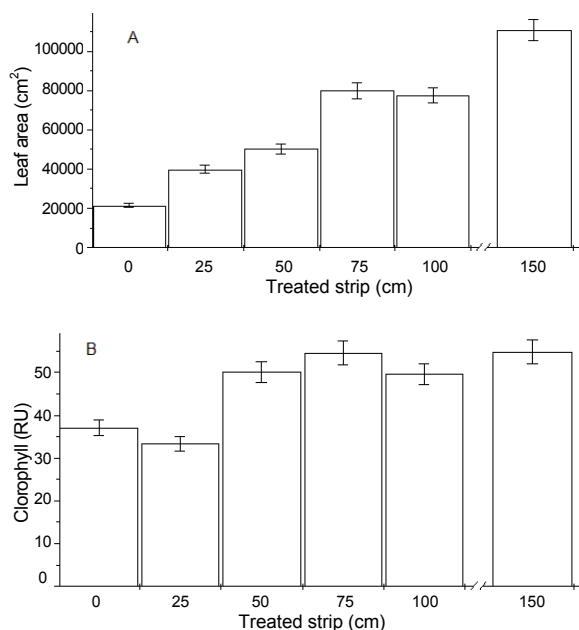 A
Leaf area (cm²)
100000
80000
60000
40000
20000
0
0 25 50 75 100 150
Treated strip (cm)
B
Clorophyll (RU)
50
40
30
20
10
0
0 25 50 75 100 150
Treated strip (cm)